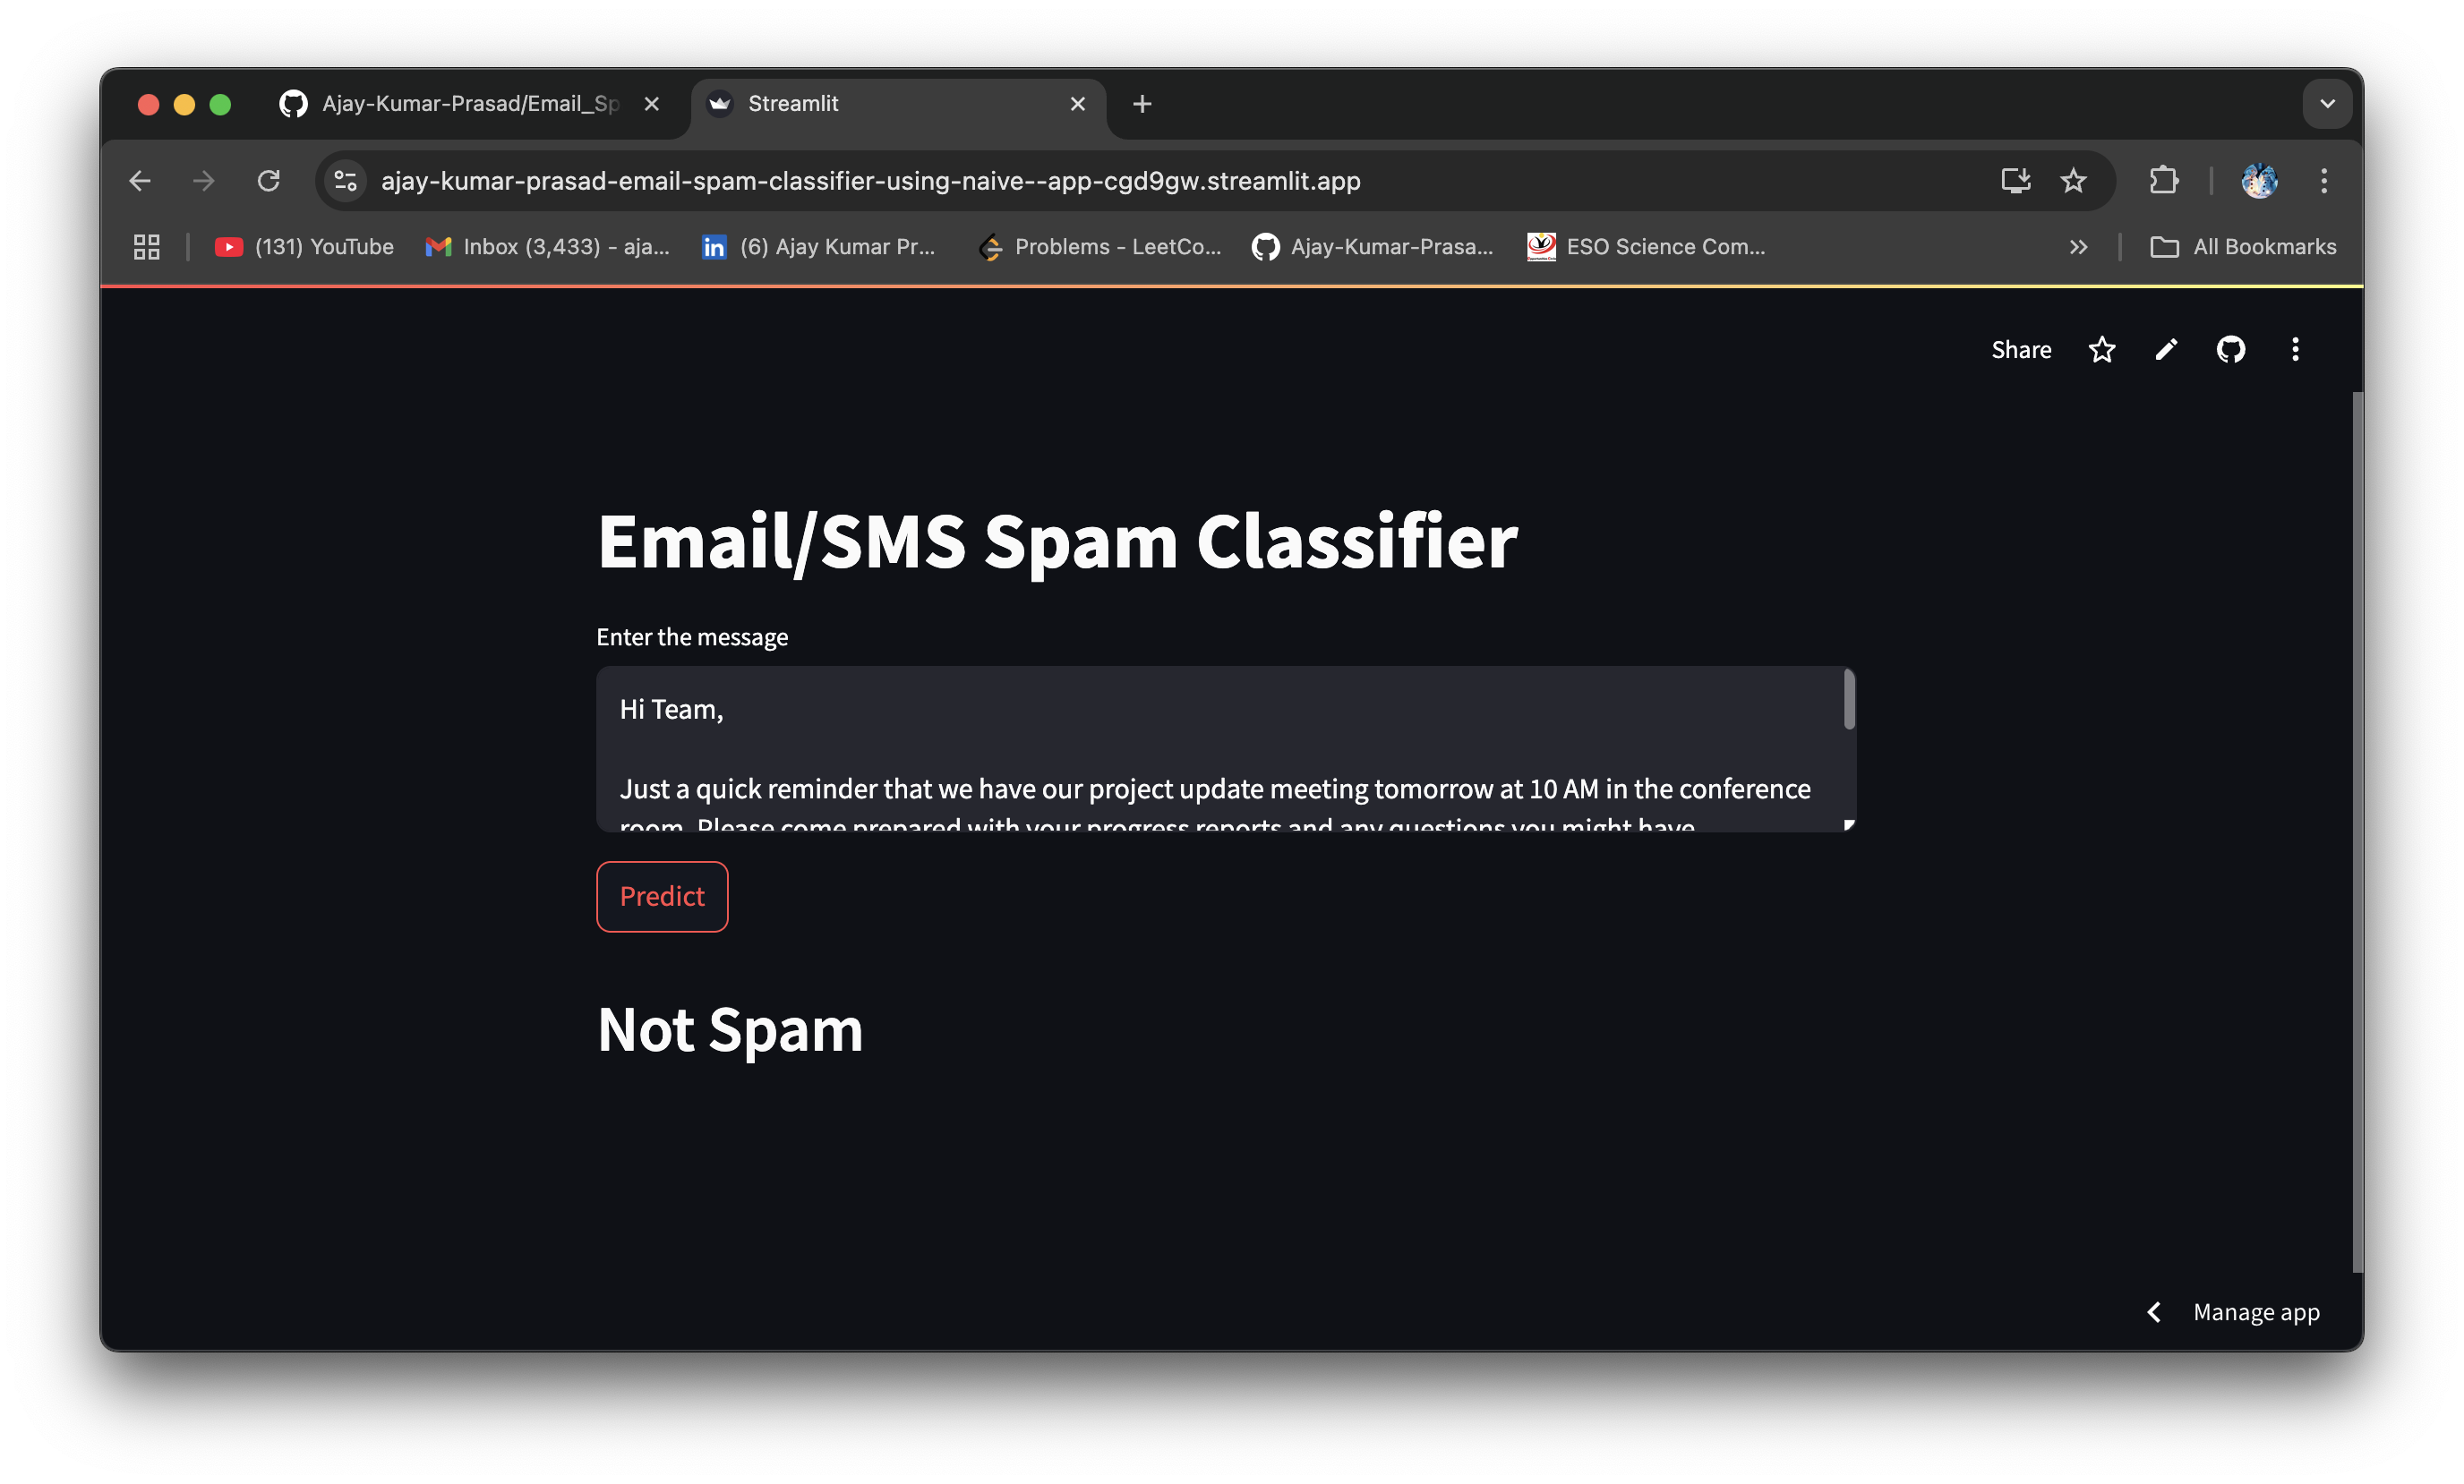 Ajay-Kumar-Prasad/Email_Sp
Streamlit
ajay-kumar-prasad-email-spam-classifier-using-naive--app-cgd9gw.streamlit.app
(131) YouTube
Inbox (3,433) - aja...
(6) Ajay Kumar Pr...
Problems - LeetCo...
Ajay-Kumar-Prasa...
ESO Science Com...
All Bookmarks
Share
Email/SMS Spam Classifier
Enter the message
Hi Team,
Just a quick reminder that we have our project update meeting tomorrow at 10 AM in the conference
room. Please come prepared with your progress reports and any questions you might have
Predict
Not Spam
Manage app